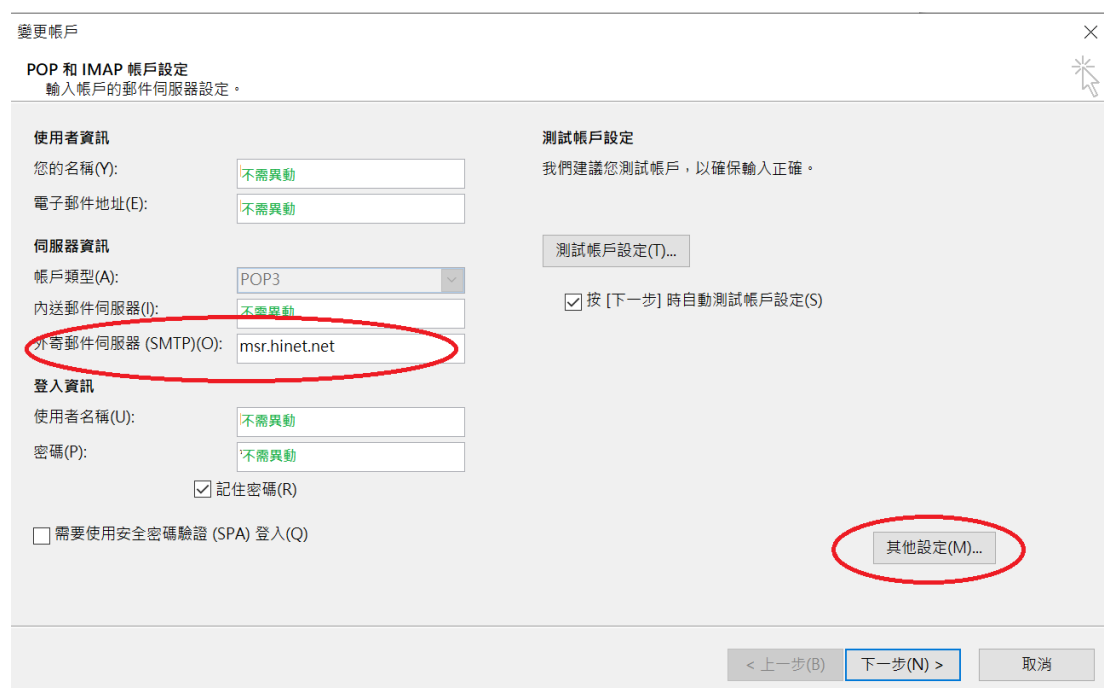 變更帳戶
POP 和 IMAP 帳戶設定
輸入帳戶的郵件伺服器設定。
使用者資訊
您的名稱(Y):
不需異動
電子郵件地址(E):
不需異動
伺服器資訊
帳戶類型(A):
POP3
內送郵件伺服器(I):
不需異動
外寄郵件伺服器 (SMTP)(O):
msr.hinet.net
登入資訊
使用者名稱(U):
不需異動
密碼(P):
不需異動
記住密碼(R)
需要使用安全密碼驗證 (SPA) 登入(Q)
測試帳戶設定
我們建議您測試帳戶，以確保輸入正確。
測試帳戶設定(T)...
按 [下一步] 時自動測試帳戶設定(S)
其他設定(M)...
< 上一步(B)
下一步(N) >
取消